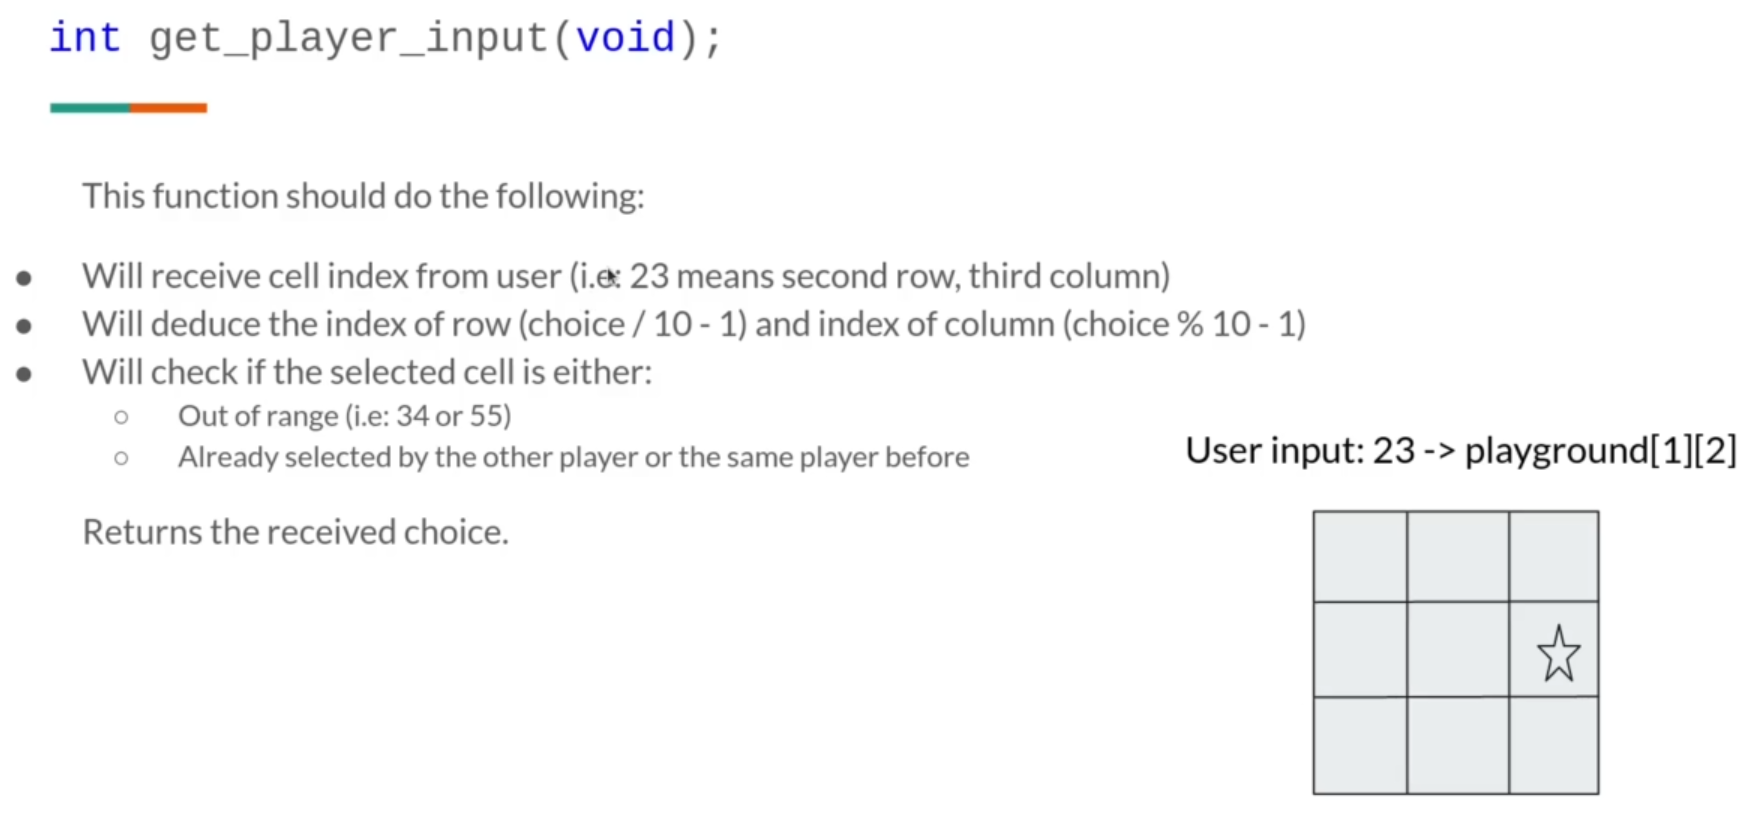 int get_player_input(void);
This function should do the following:
● Will receive cell index from user (i.e: 23 means second row, third column)
● Will deduce the index of row (choice / 10 - 1) and index of column (choice % 10 - 1)
● Will check if the selected cell is either:
○ Out of range (i.e: 34 or 55)
○ Already selected by the other player or the same player before
User input: 23 -> playground[1][2]
Returns the received choice.